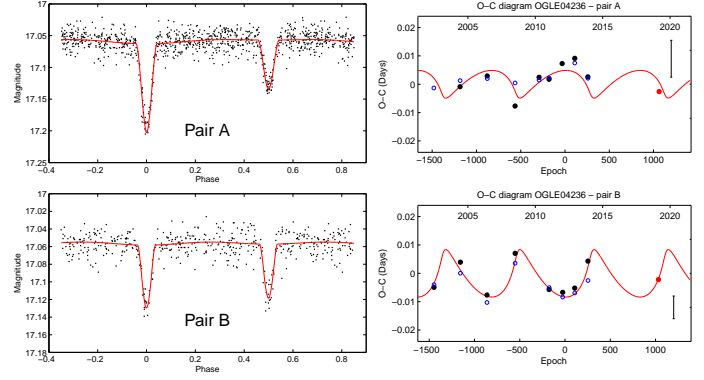 17
17.05
17.1
17.15
17.2
17.25
Magnitude
Pair A
−0.4 −0.2 0 0.2 0.4 0.6 0.8
Phase
O−C diagram OGLE04236 − pair A
2005 2010 2015 2020
0.02
0.01
0
−0.01
−0.02
O−C (Days)
−1500 −1000 −500 0 500 1000
Epoch
17
17.02
17.04
17.06
17.08
17.1
17.12
17.14
17.16
17.18
Magnitude
Pair B
−0.4 −0.2 0 0.2 0.4 0.6 0.8
Phase
O−C diagram OGLE04236 − pair B
2005 2010 2015 2020
0.02
0.01
0
−0.01
−0.02
O−C (Days)
−1500 −1000 −500 0 500 1000
Epoch